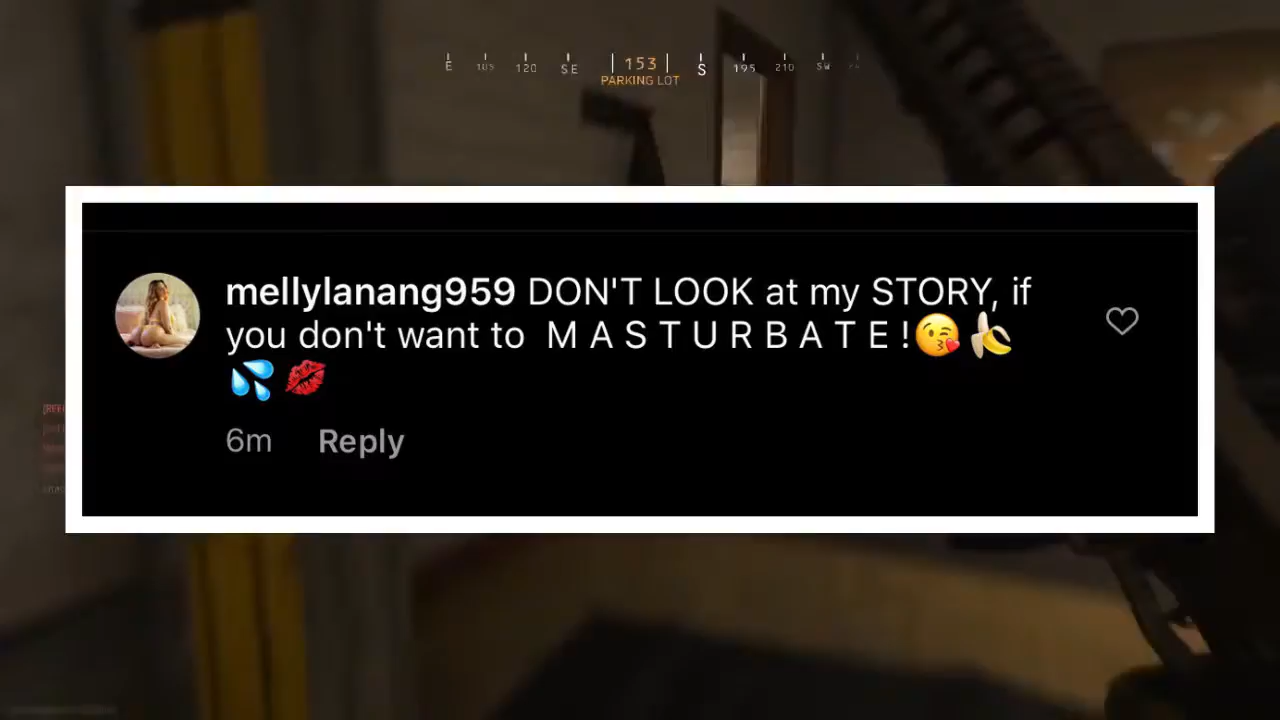 E 105 120 SE 153 S 195 210 SW
PARKING LOT
mellylanang959 DON'T LOOK at my STORY, if
you don't want to M A S T U R B A T E !😘🍌
💦 💋
6m Reply